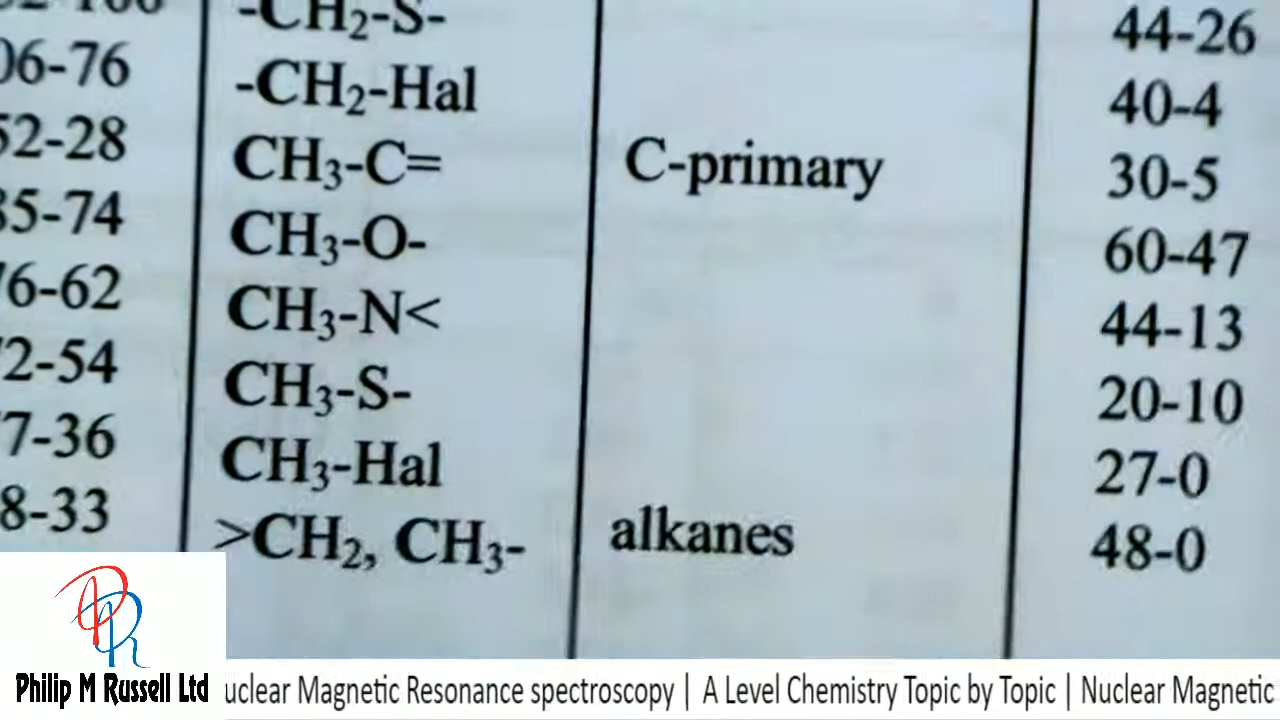 -CH₂-S- 44-26
06-76 -CH₂-Hal 40-4
52-28 CH₃-C= C-primary 30-5
85-74 CH₃-O- 60-47
76-62 CH₃-N< 44-13
72-54 CH₃-S- 20-10
77-36 CH₃-Hal 27-0
8-33 >CH₂, CH₃- alkanes 48-0
Philip M Russell Ltd
uclear Magnetic Resonance spectroscopy | A Level Chemistry Topic by Topic | Nuclear Magnetic